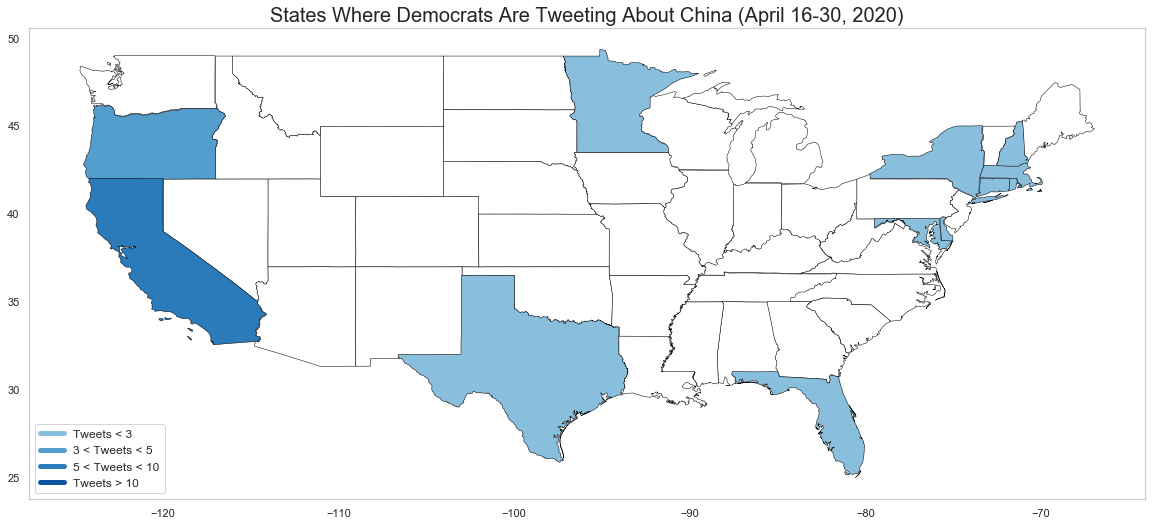 States Where Democrats Are Tweeting About China (April 16-30, 2020)
50
45
40
35
30
25
Tweets < 3
3 < Tweets < 5
5 < Tweets < 10
Tweets > 10
−120
−110
−100
−90
−80
−70